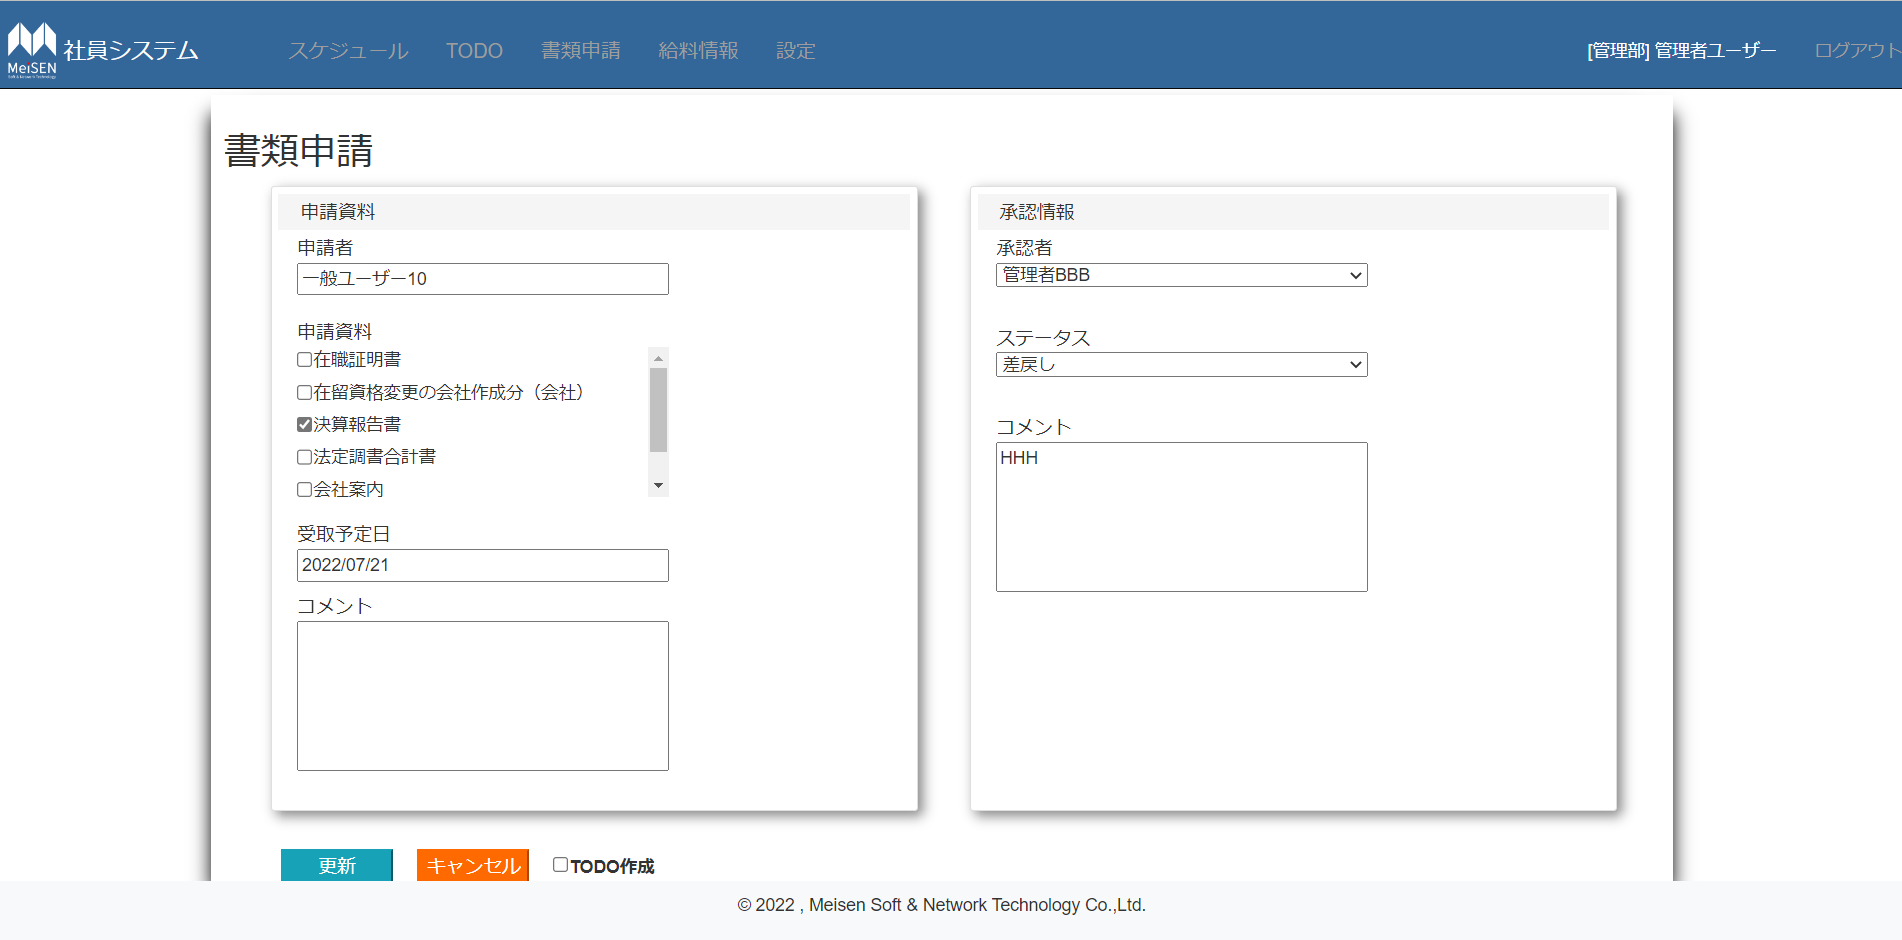 MeiSEN
社員システム
スケジュール TODO 書類申請 給料情報 設定
[管理部] 管理者ユーザー ログアウト
書類申請
申請資料
申請者
一般ユーザー10
申請資料
在職証明書
在留資格変更の会社作成分（会社）
決算報告書
法定調書合計書
会社案内
受取予定日
2022/07/21
コメント
承認情報
承認者
管理者BBB
ステータス
差戻し
コメント
HHH
更新 キャンセル TODO作成
© 2022 , Meisen Soft & Network Technology Co.,Ltd.